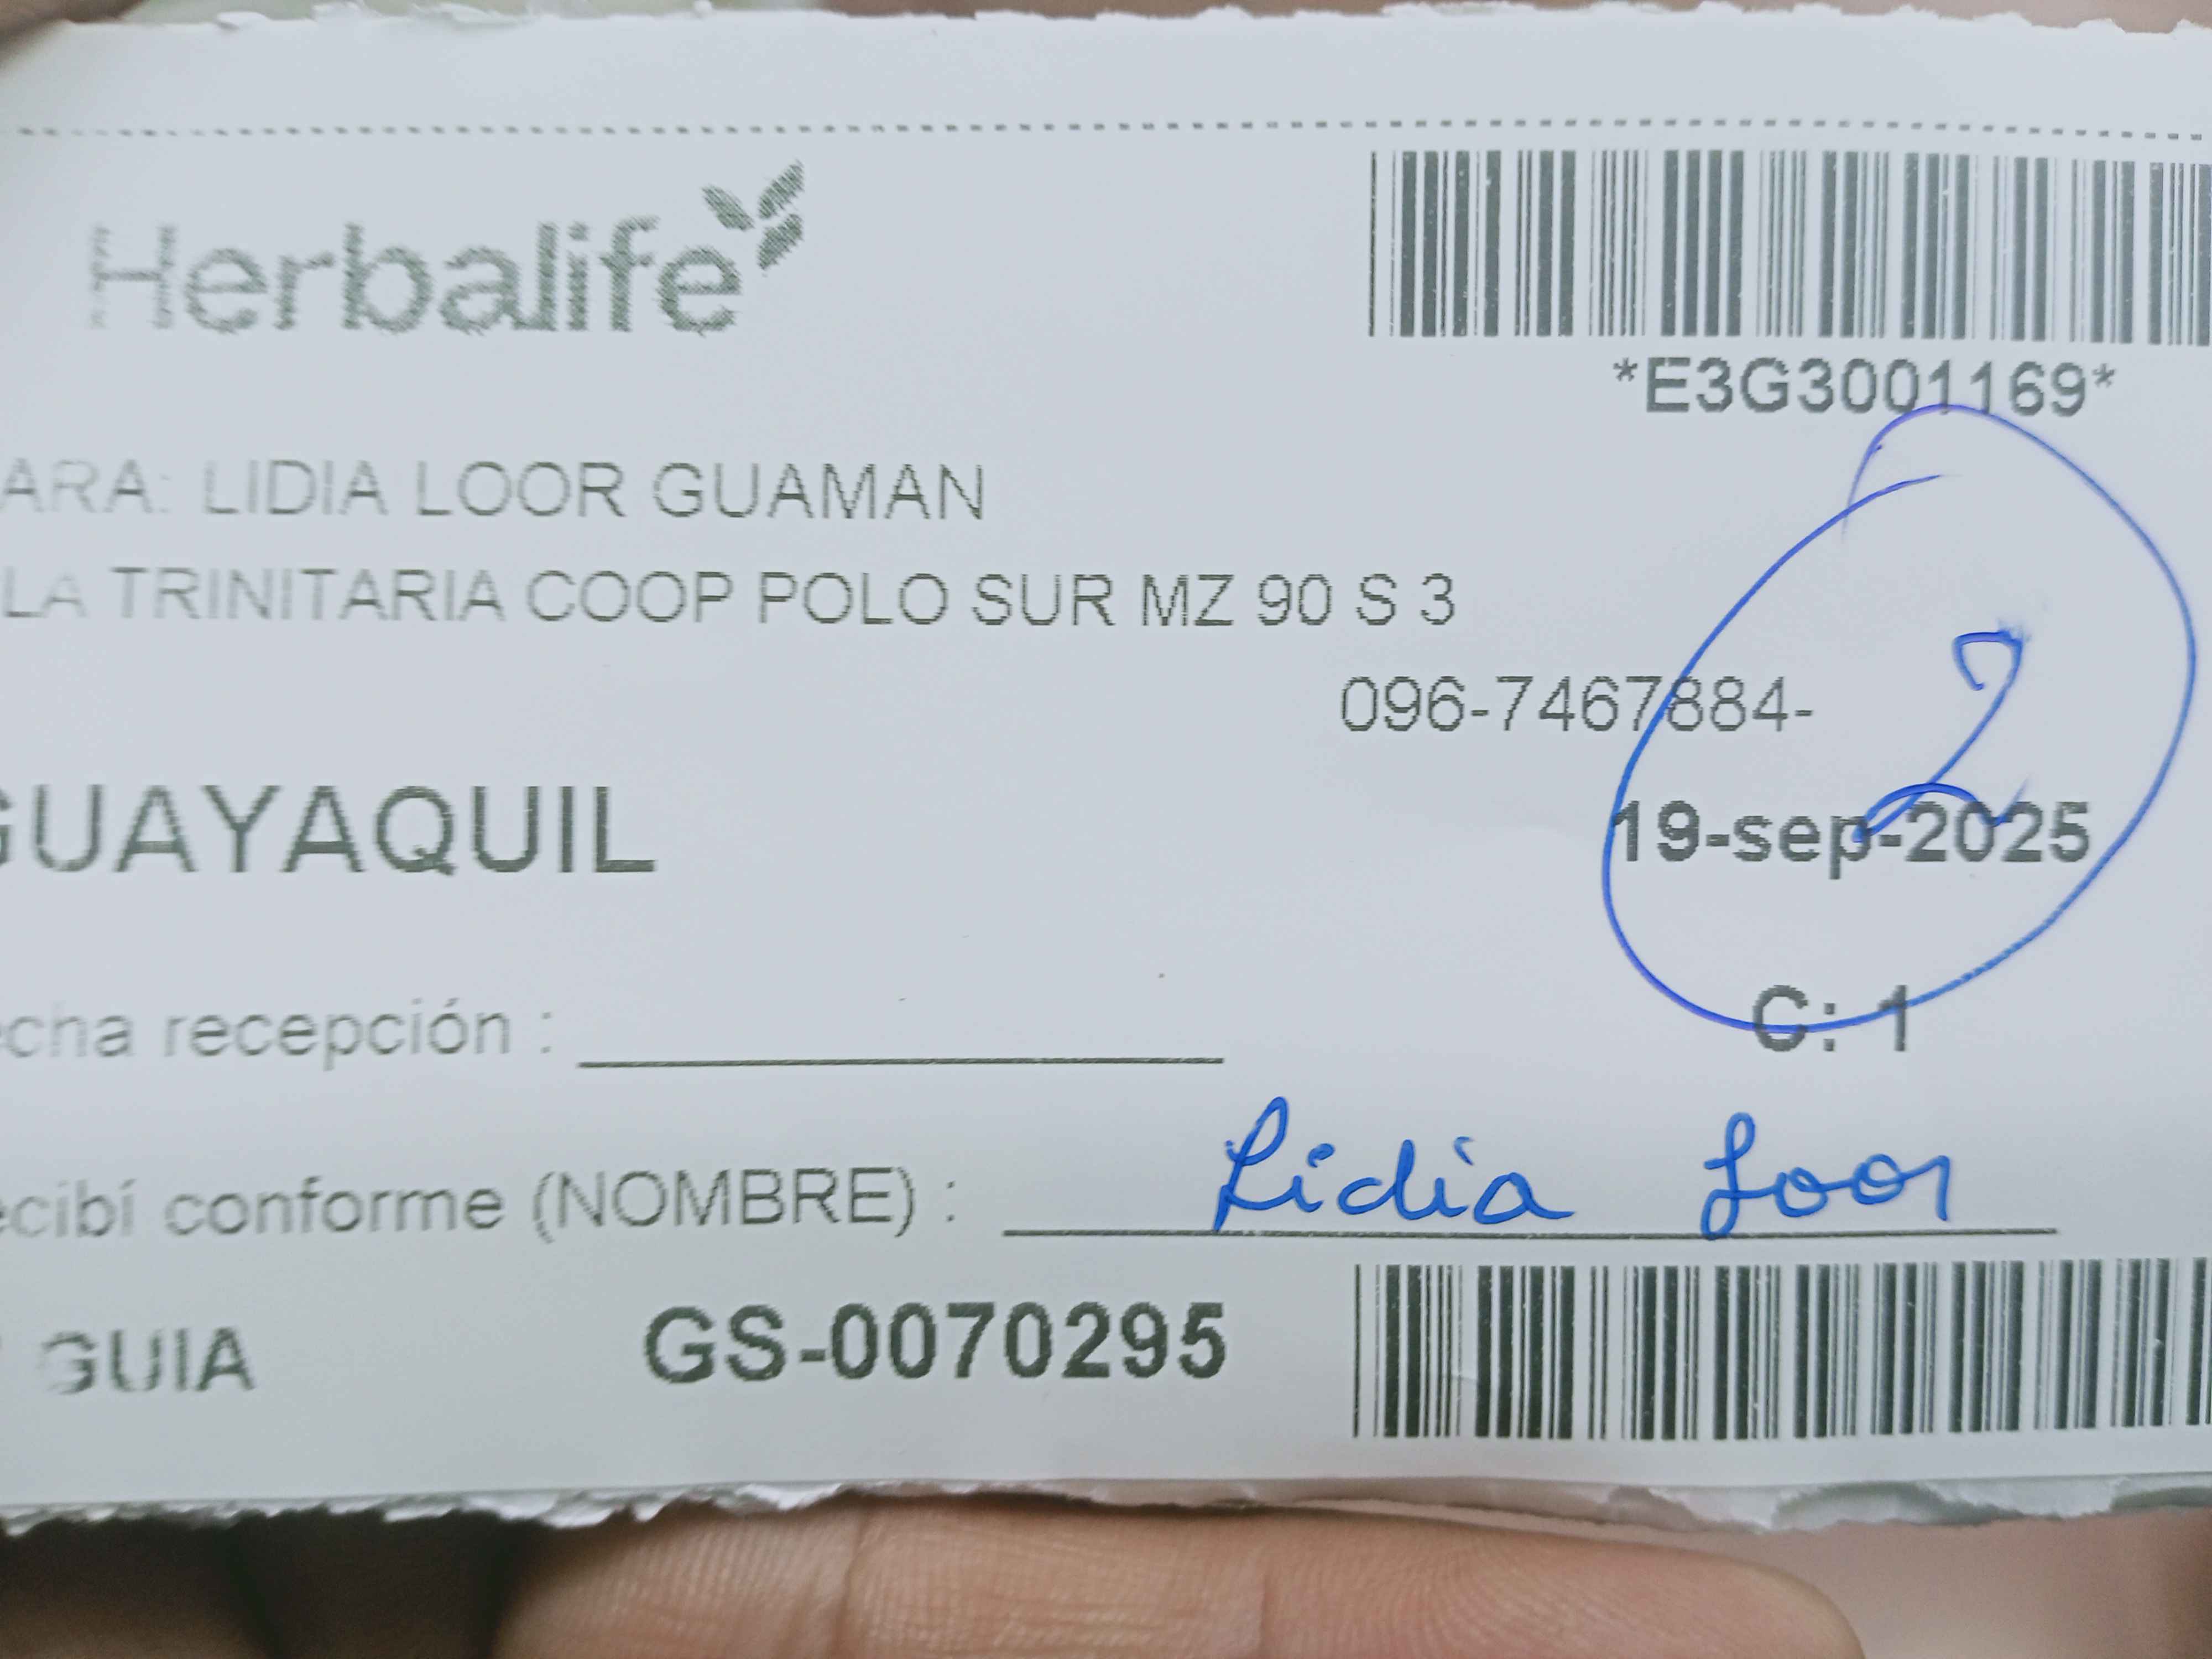 Herbalife
*E3G3001169*
ARA: LIDIA LOOR GUAMAN
LA TRINITARIA COOP POLO SUR MZ 90 S 3
096-7467884-
2
GUAYAQUIL
19-sep-2025
echa recepción :
C: 1
ecibí conforme (NOMBRE) : Lidia Loor
GUIA GS-0070295